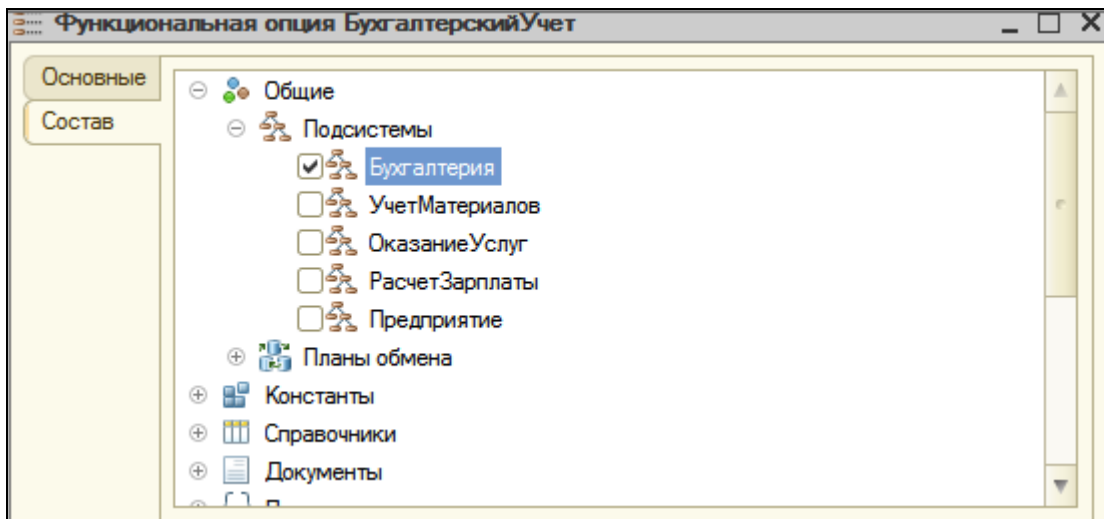 Функциональная опция БухгалтерскийУчет
Основные
Состав
Общие
Подсистемы
Бухгалтерия
УчетМатериалов
ОказаниеУслуг
РасчетЗарплаты
Предприятие
Планы обмена
Константы
Справочники
Документы